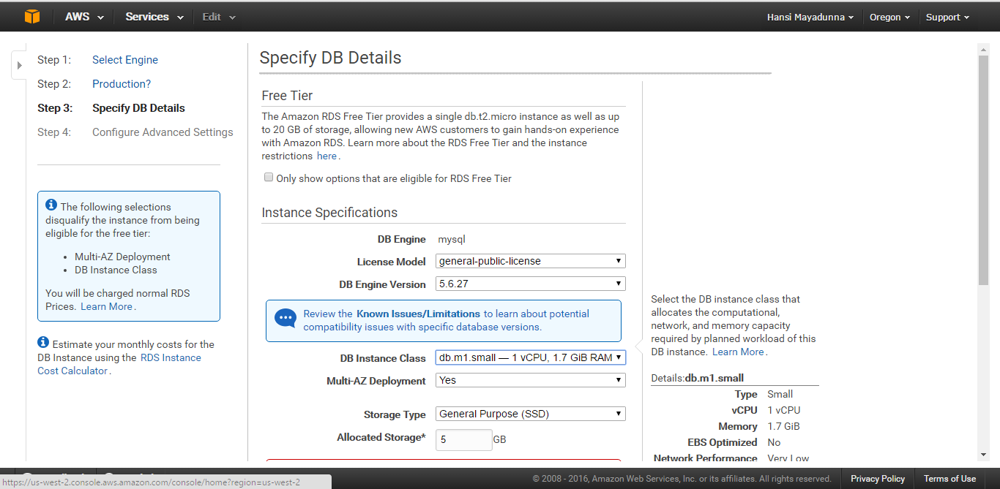 AWS Services Edit Hansi Mayadunna Oregon Support
Step 1: Select Engine
Step 2: Production?
Step 3: Specify DB Details
Step 4: Configure Advanced Settings
The following selections
disqualify the instance from being
eligible for the free tier:
• Multi-AZ Deployment
• DB Instance Class
You will be charged normal RDS
Prices. Learn More.
Estimate your monthly costs for the
DB Instance using the RDS Instance
Cost Calculator.
Specify DB Details
Free Tier
The Amazon RDS Free Tier provides a single db.t2.micro instance as well as up
to 20 GB of storage, allowing new AWS customers to gain hands-on experience
with Amazon RDS. Learn more about the RDS Free Tier and the instance
restrictions here.
Only show options that are eligible for RDS Free Tier
Instance Specifications
DB Engine mysql
License Model general-public-license
DB Engine Version 5.6.27
Review the Known Issues/Limitations to learn about potential
compatibility issues with specific database versions.
DB Instance Class db.m1.small — 1 vCPU, 1.7 GiB RAM
Multi-AZ Deployment Yes
Storage Type General Purpose (SSD)
Allocated Storage* 5 GB
Select the DB instance class that
allocates the computational,
network, and memory capacity
required by planned workload of this
DB instance. Learn More.
Details:db.m1.small
Type Small
vCPU 1 vCPU
Memory 1.7 GiB
EBS Optimized No
Network Performance Very Low
https://us-west-2.console.aws.amazon.com/console/home?region=us-west-2
© 2008 - 2016, Amazon Web Services, Inc. or its affiliates. All rights reserved. Privacy Policy Terms of Use